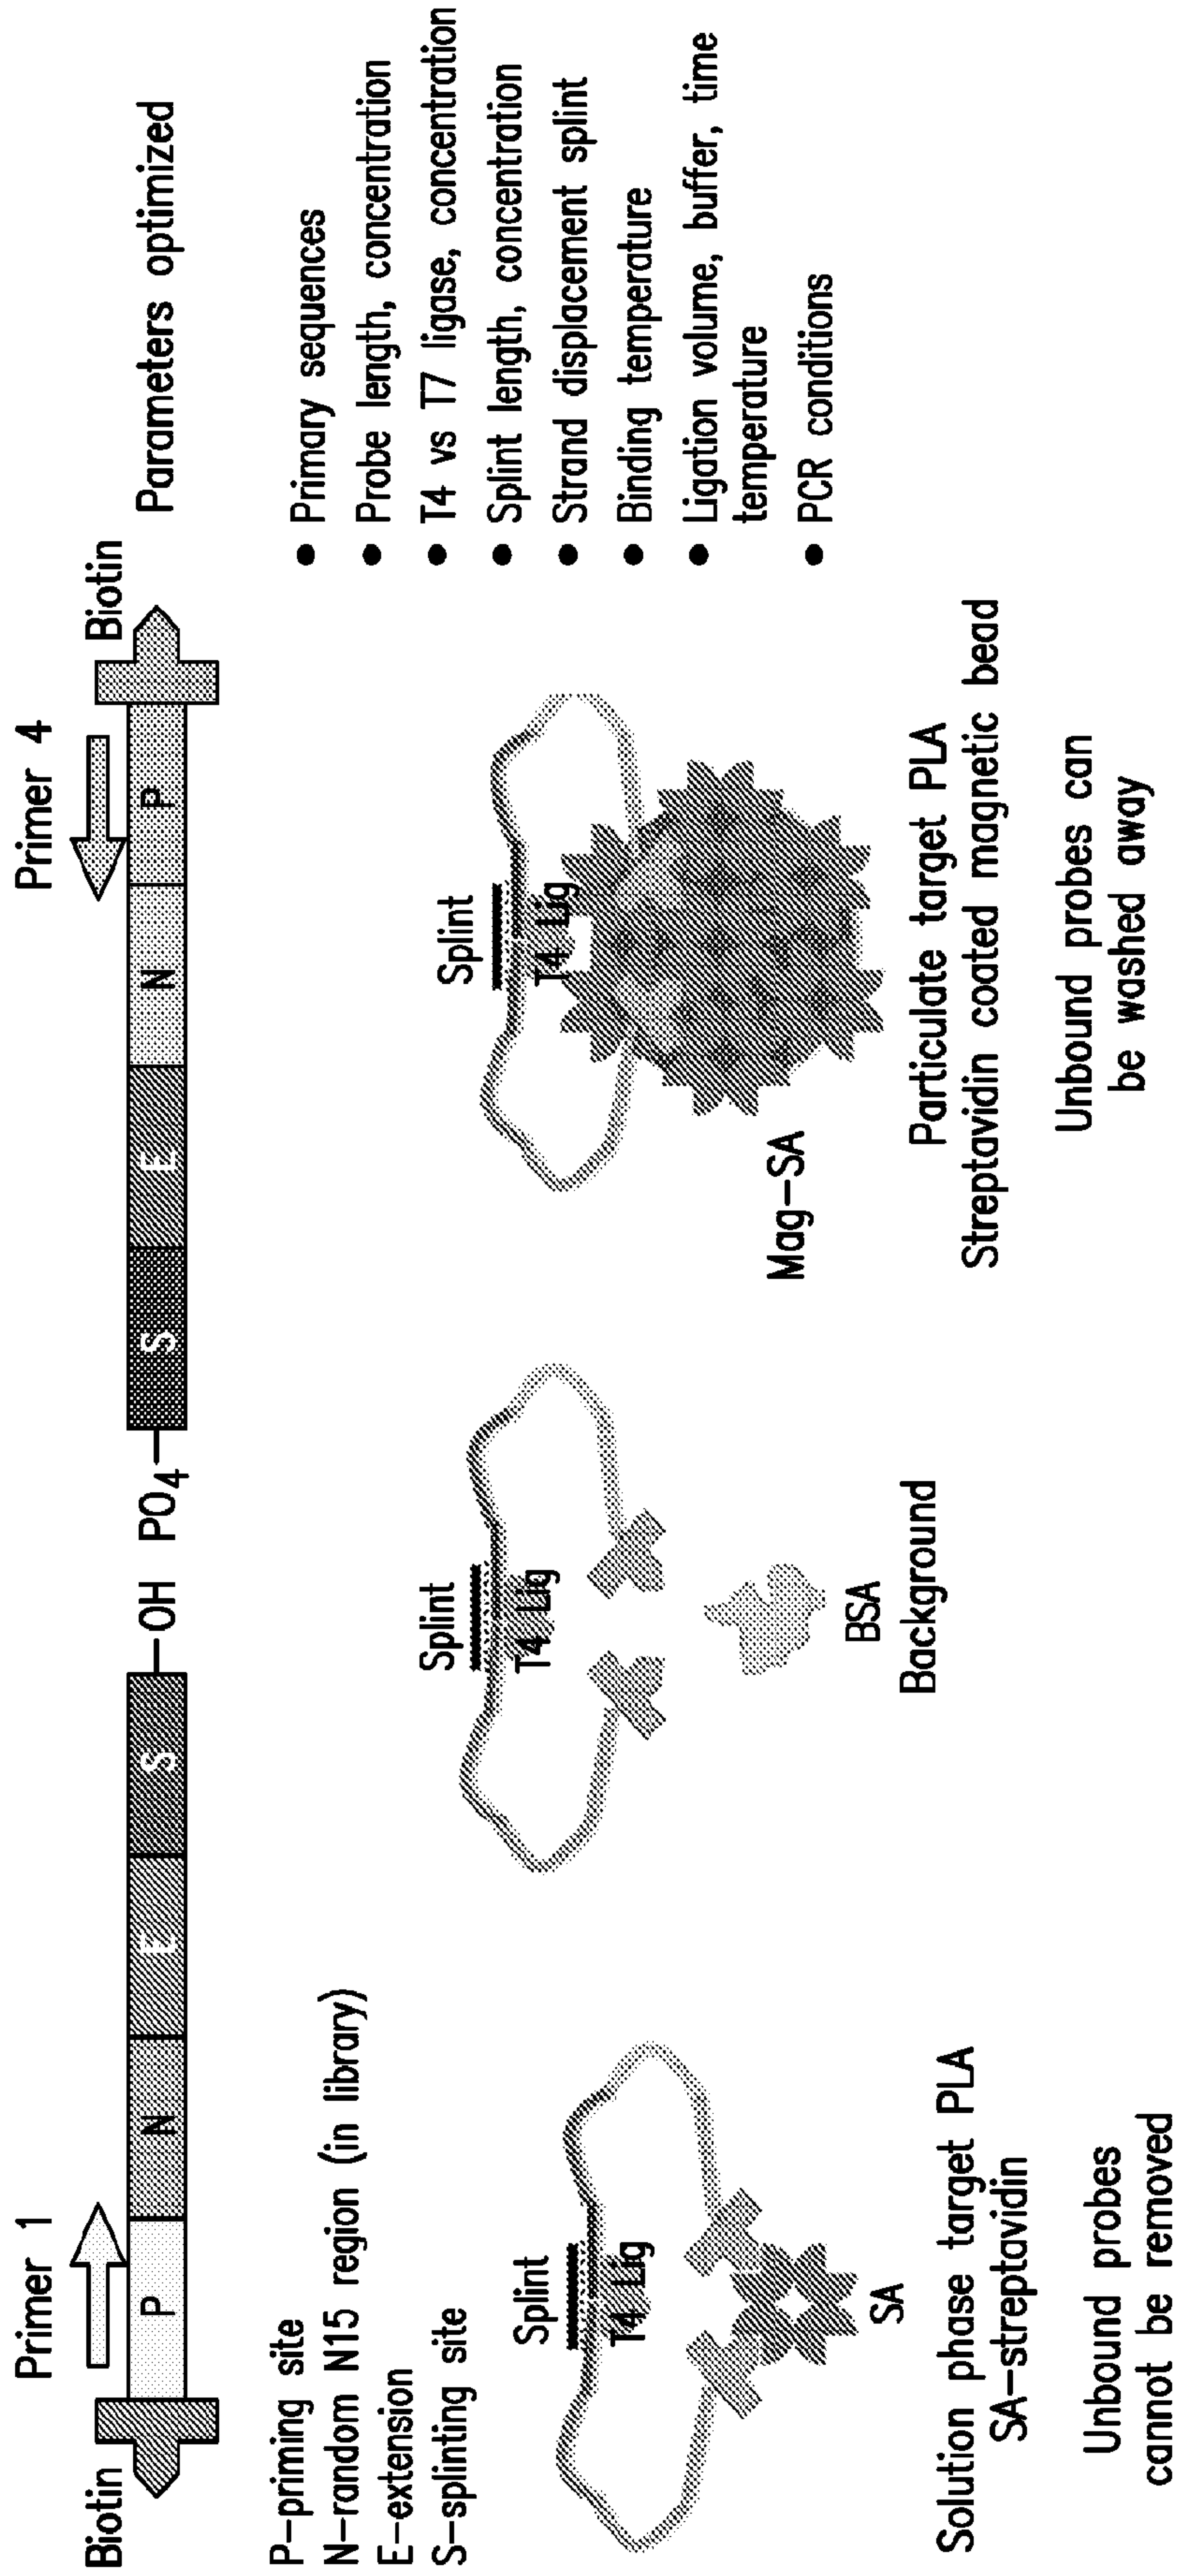 Primer 1
Primer 4
Biotin
Biotin
P
N
E
S
—OH PO4—
S
E
N
P
P–priming site
N–random N15 region (in library)
E–extension
S–splinting site
Parameters optimized
● Primary sequences
● Probe length, concentration
● T4 vs T7 ligase, concentration
● Splint length, concentration
● Strand displacement splint
● Binding temperature
● Ligation volume, buffer, time
temperature
● PCR conditions
Splint
T4 Lig
SA
Solution phase target PLA
SA–streptavidin
Unbound probes
cannot be removed
Splint
T4 Lig
BSA
Background
Splint
T4 Lig
Mag–SA
Particulate target PLA
Streptavidin coated magnetic bead
Unbound probes can
be washed away